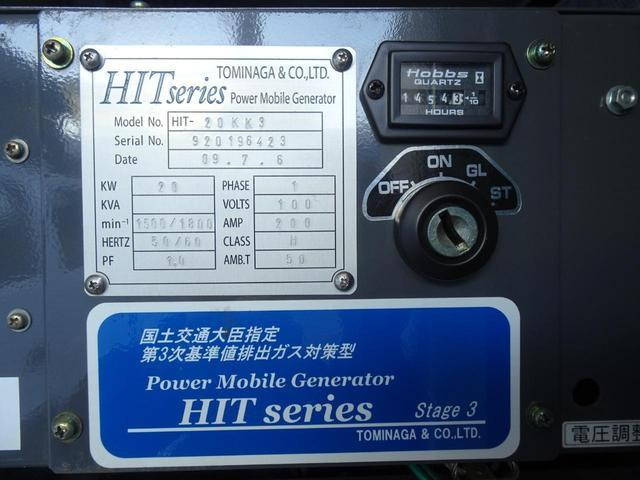 HIT series
TOMINAGA & CO.,LTD.
Power Mobile Generator
Model No. HIT- 20KK3
Serial No. 920196423
Date 09.7.6
KW 20 PHASE 1
KVA VOLTS 100
min⁻¹ 1500/1800 AMP 200
HERTZ 50/60 CLASS H
PF 1.0 AMB.T 50
Hobbs
QUARTZ
14543 1/10
HOURS
OFF ON GL ST
国土交通大臣指定
第3次基準値排出ガス対策型
Power Mobile Generator
HIT series Stage 3
TOMINAGA & CO.,LTD.
電圧調整